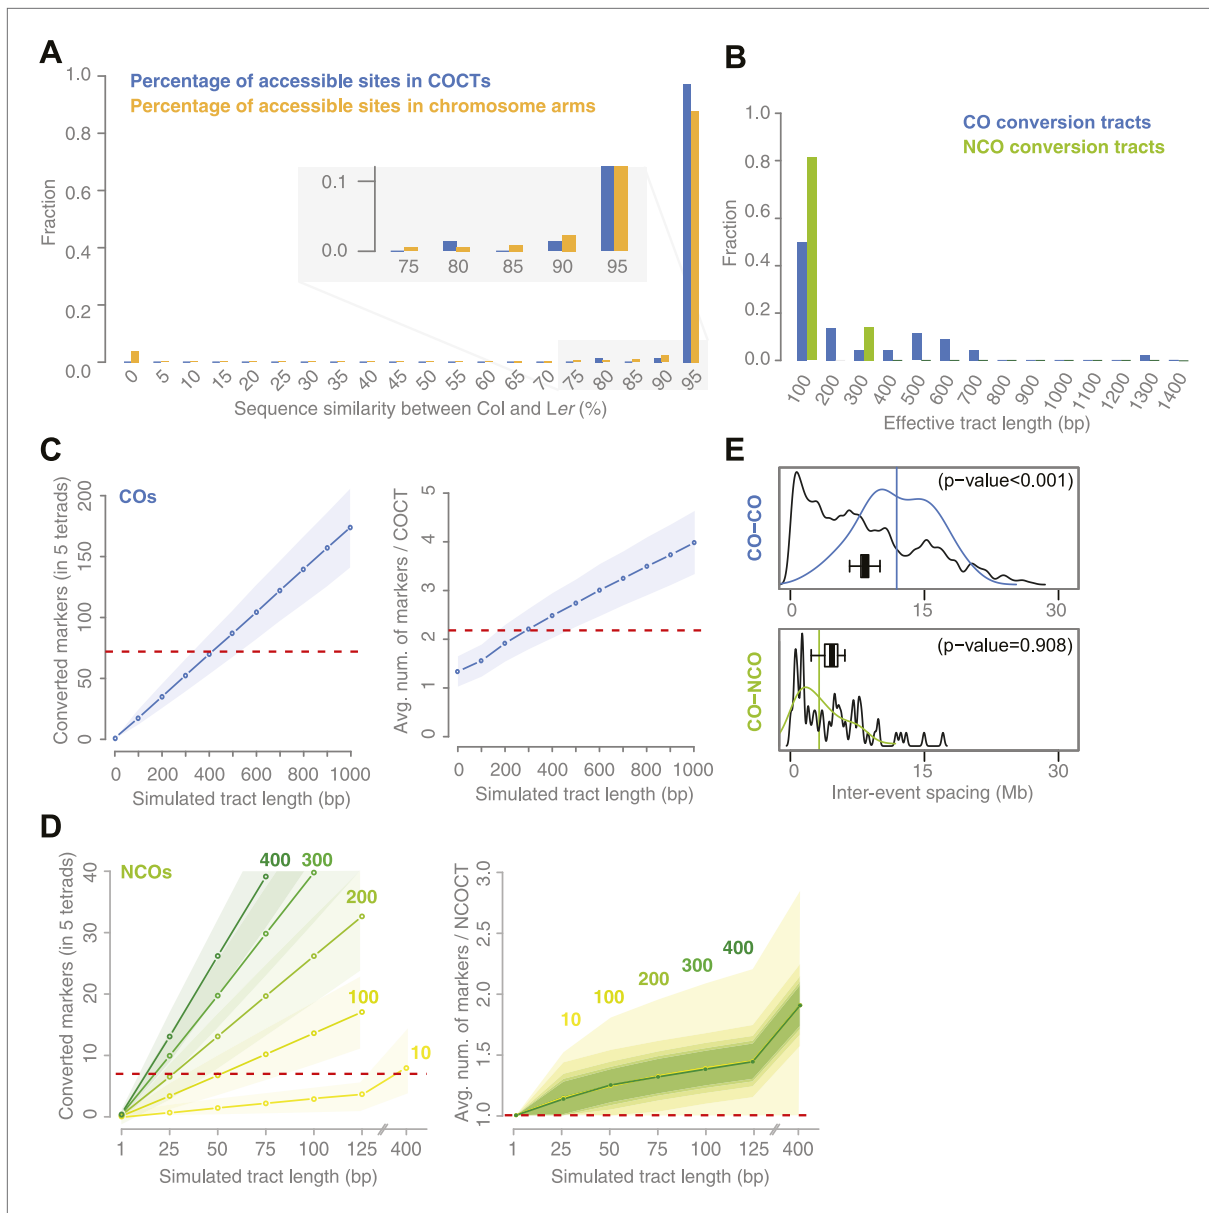 A
Percentage of accessible sites in COCTs
Percentage of accessible sites in chromosome arms
Fraction
1.0
0.8
0.6
0.4
0.2
0.0
0.1
0.0
75 80 85 90 95
0 5 10 15 20 25 30 35 40 45 50 55 60 65 70 75 80 85 90 95
Sequence similarity between Col and Ler (%)
B
CO conversion tracts
NCO conversion tracts
Fraction
1.0
0.8
0.6
0.4
0.2
0.0
100 200 300 400 500 600 700 800 900 1000 1100 1200 1300 1400
Effective tract length (bp)
C
COs
Converted markers (in 5 tetrads)
200
150
100
50
0
0 200 400 600 800 1000
Simulated tract length (bp)
Avg. num. of markers / COCT
5
4
3
2
1
0
0 200 400 600 800 1000
Simulated tract length (bp)
E
CO–CO
(p–value<0.001)
0 15 30
CO–NCO
(p–value=0.908)
0 15 30
Inter-event spacing (Mb)
D
NCOs
Converted markers (in 5 tetrads)
40
30
20
10
0
400 300
200
100
10
1 25 50 75 100 125 400
Simulated tract length (bp)
Avg. num. of markers / NCOCT
3.0
2.5
2.0
1.5
1.0
10 100 200 300 400
1 25 50 75 100 125 400
Simulated tract length (bp)